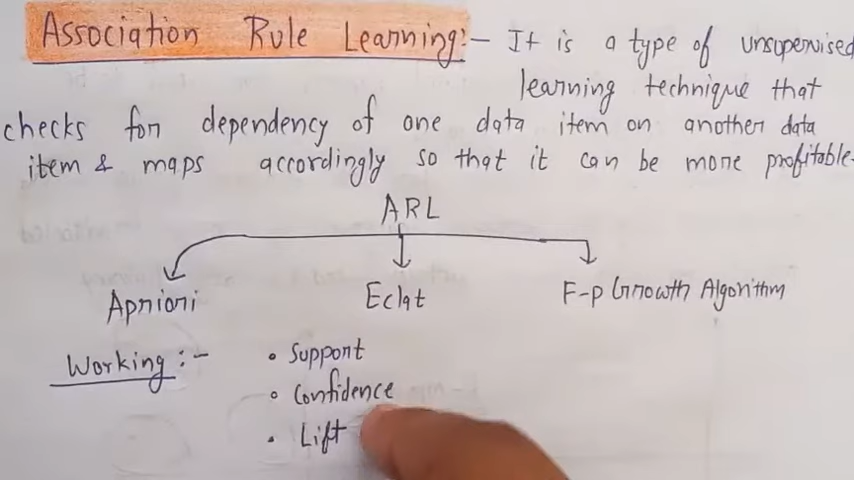 Association Rule Learning:- It is a type of unsupervised
learning technique that
checks for dependency of one data item on another data
item & maps accordingly so that it can be more profitable.
ARL
Apriori Eclat F-p Growth Algorithm
Working :- • Support
• Confidence
• Lift